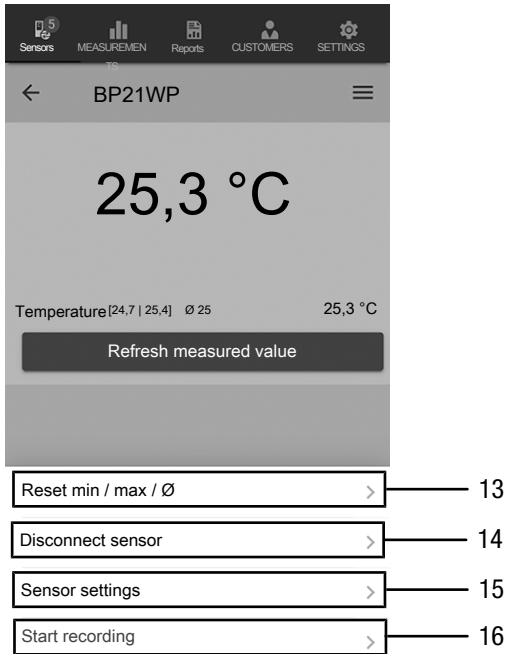 5
Sensors MEASUREMEN Reports CUSTOMERS SETTINGS
TS
BP21WP
25,3 °C
Temperature [24,7 | 25,4] Ø 25 25,3 °C
Refresh measured value
Reset min / max / Ø 13
Disconnect sensor 14
Sensor settings 15
Start recording 16